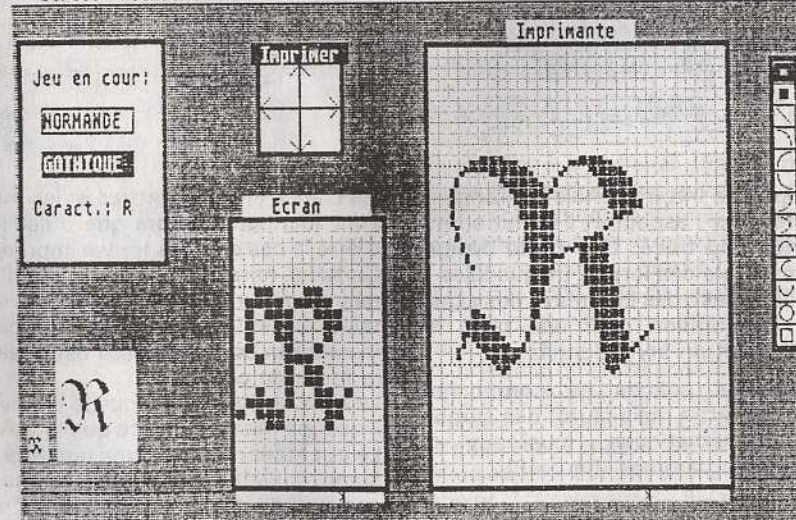 Imprimante
Imprimer
Jeu en cour:
NORMANDE
GOTHIQUE
Caract.: R
Ecran